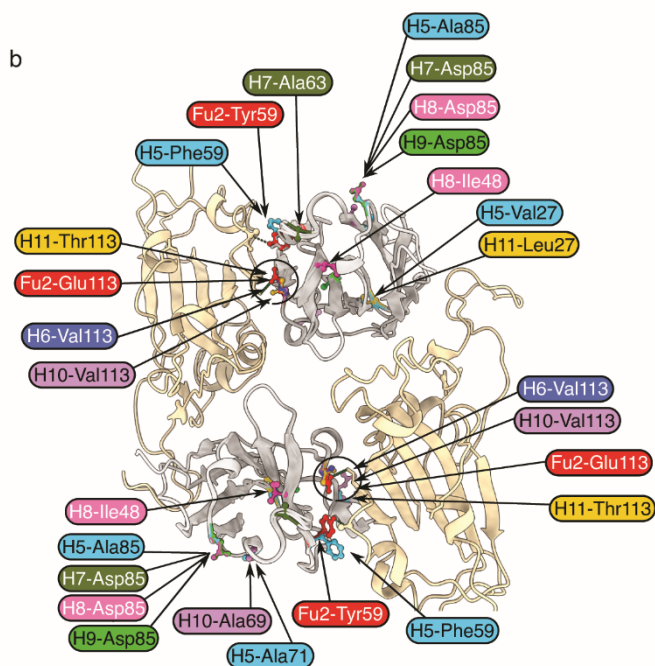 b
H5-Ala85
H7-Asp85
H8-Asp85
H9-Asp85
H7-Ala63
Fu2-Tyr59
H5-Phe59
H8-Ile48
H5-Val27
H11-Leu27
H11-Thr113
Fu2-Glu113
H6-Val113
H10-Val113
H6-Val113
H10-Val113
Fu2-Glu113
H11-Thr113
H8-Ile48
H5-Ala85
H7-Asp85
H8-Asp85
H9-Asp85
H10-Ala69
H5-Ala71
Fu2-Tyr59
H5-Phe59